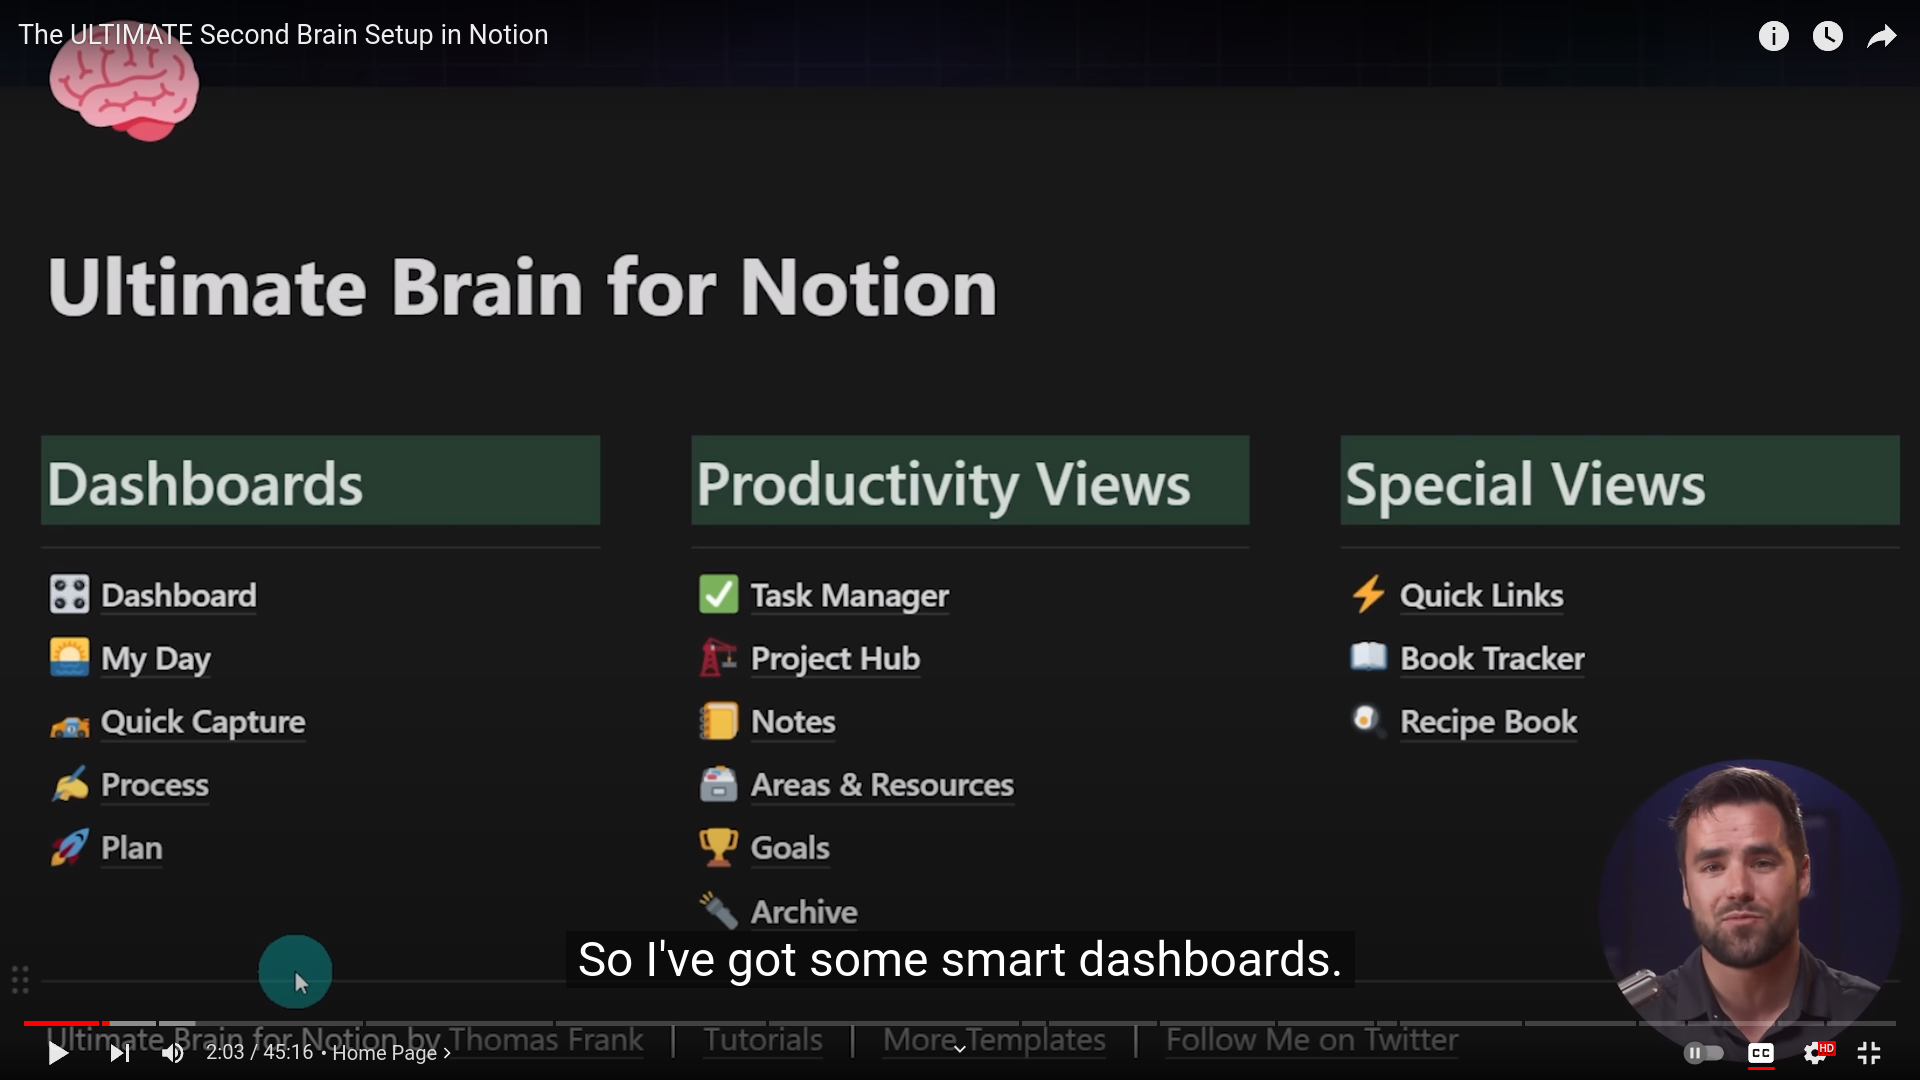 The ULTIMATE Second Brain Setup in Notion
Ultimate Brain for Notion
Dashboards
Dashboard
My Day
Quick Capture
Process
Plan
Productivity Views
Task Manager
Project Hub
Notes
Areas & Resources
Goals
Archive
Special Views
Quick Links
Book Tracker
Recipe Book
So I've got some smart dashboards.
Ultimate Brain for Notion by Thomas Frank | Tutorials | More Templates | Follow Me on Twitter
2:03 / 45:16 • Home Page
CC
HD